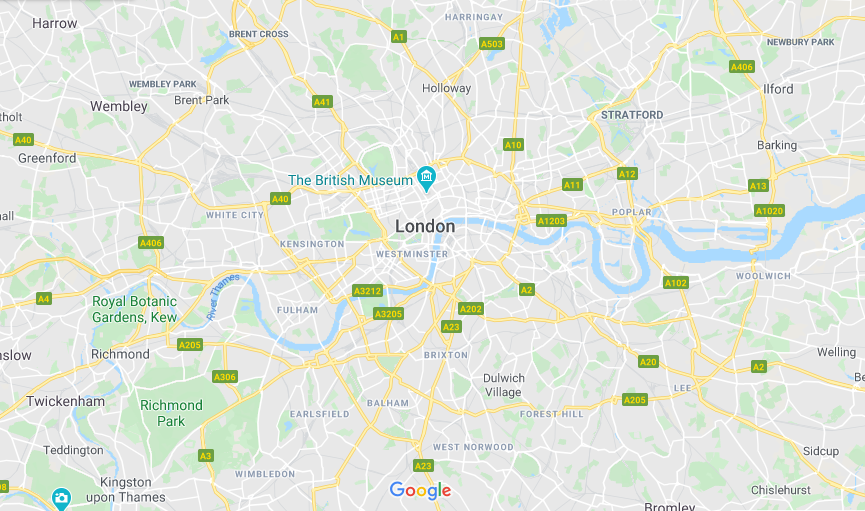 HARRINGAY
Harrow
BRENT CROSS
A1
A503
NEWBURY PARK
A406
WEMBLEY PARK
Holloway
Ilford
Brent Park
A41
Wembley
STRATFORD
A40
A10
Barking
Greenford
The British Museum
A12
A11
A13
A40
WHITE CITY
POPLAR
A1020
A1203
London
A406
KENSINGTON
WESTMINSTER
WOOLWICH
A102
River Thames
A3212
A2
A4
Royal Botanic
Gardens, Kew
FULHAM
A3205
A202
A23
A205
Richmond
BRIXTON
Welling
A20
A2
A306
Dulwich
Village
LEE
Twickenham
Richmond
Park
BALHAM
A205
EARLSFIELD
FOREST HILL
Teddington
A3
WEST NORWOOD
Sidcup
A23
WIMBLEDON
Kingston
upon Thames
Google
Chislehurst
Bromley